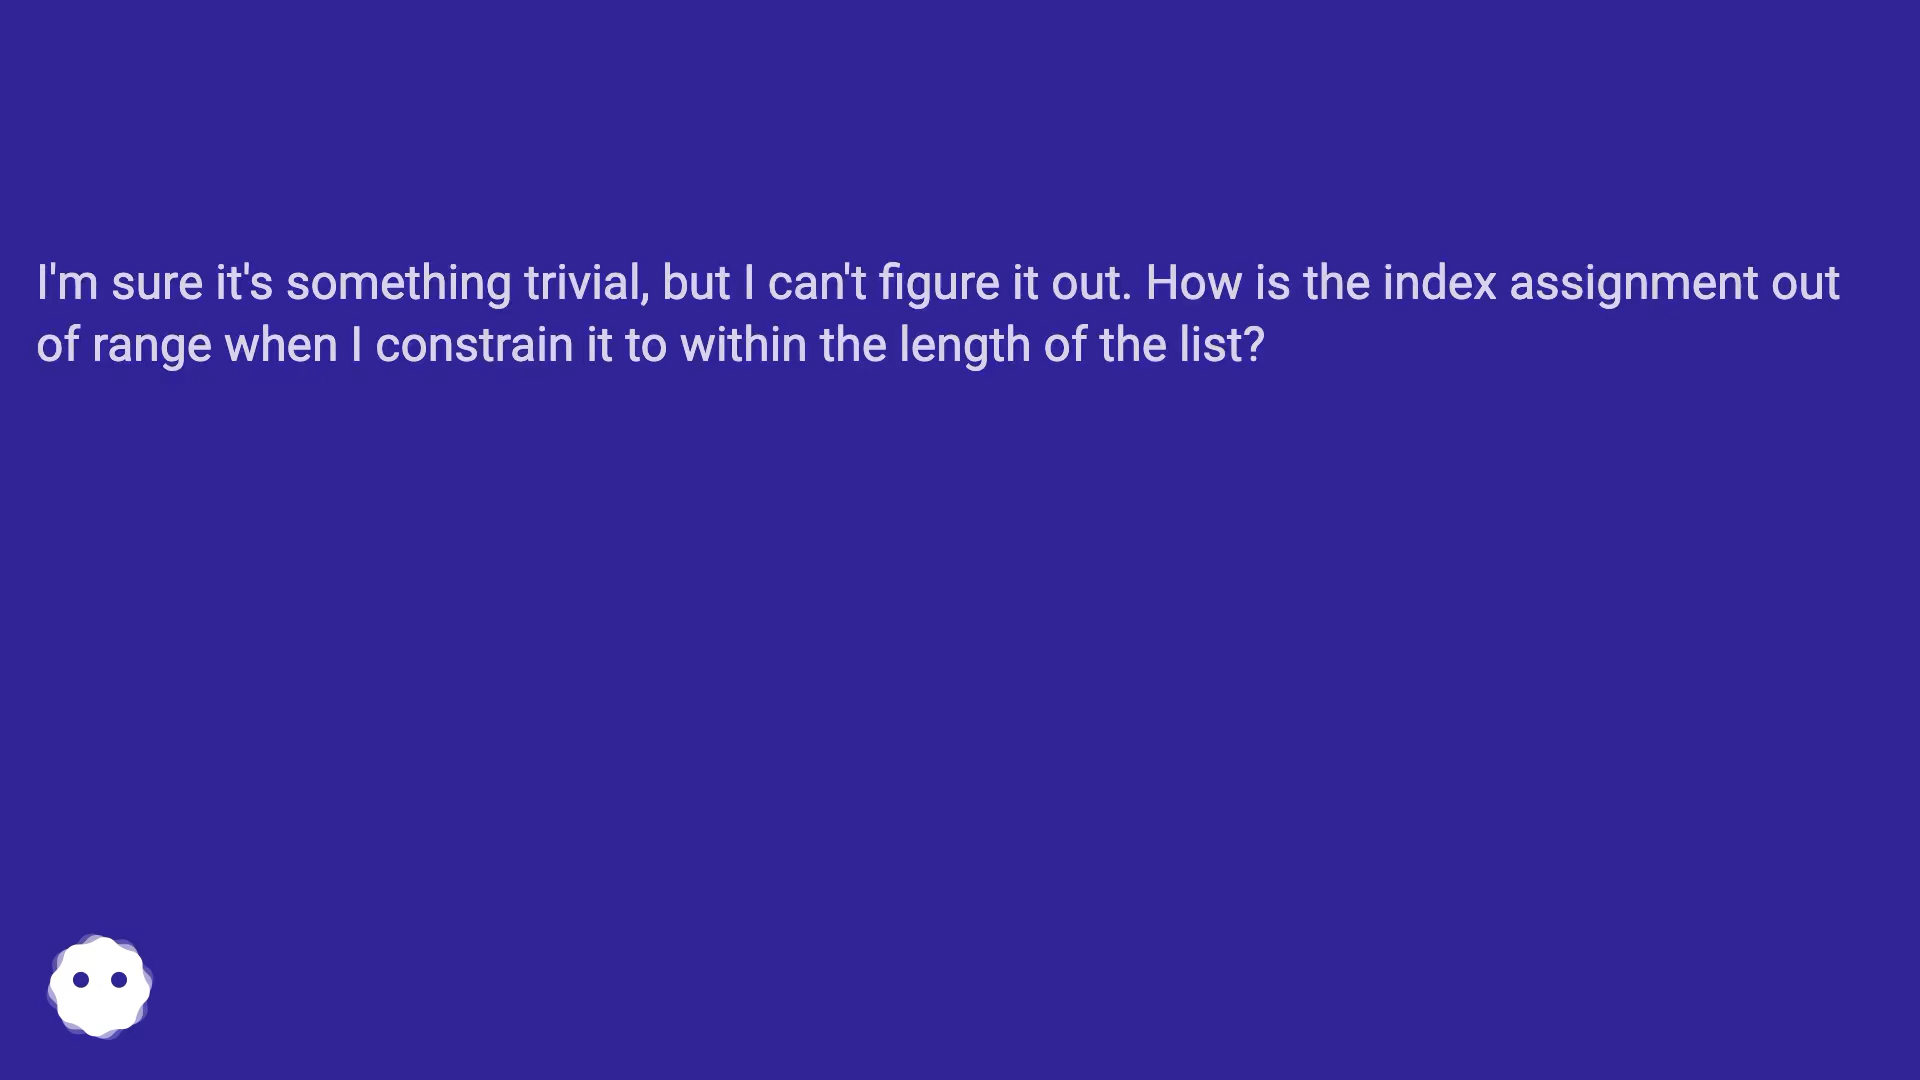 I'm sure it's something trivial, but I can't figure it out. How is the index assignment out
of range when I constrain it to within the length of the list?